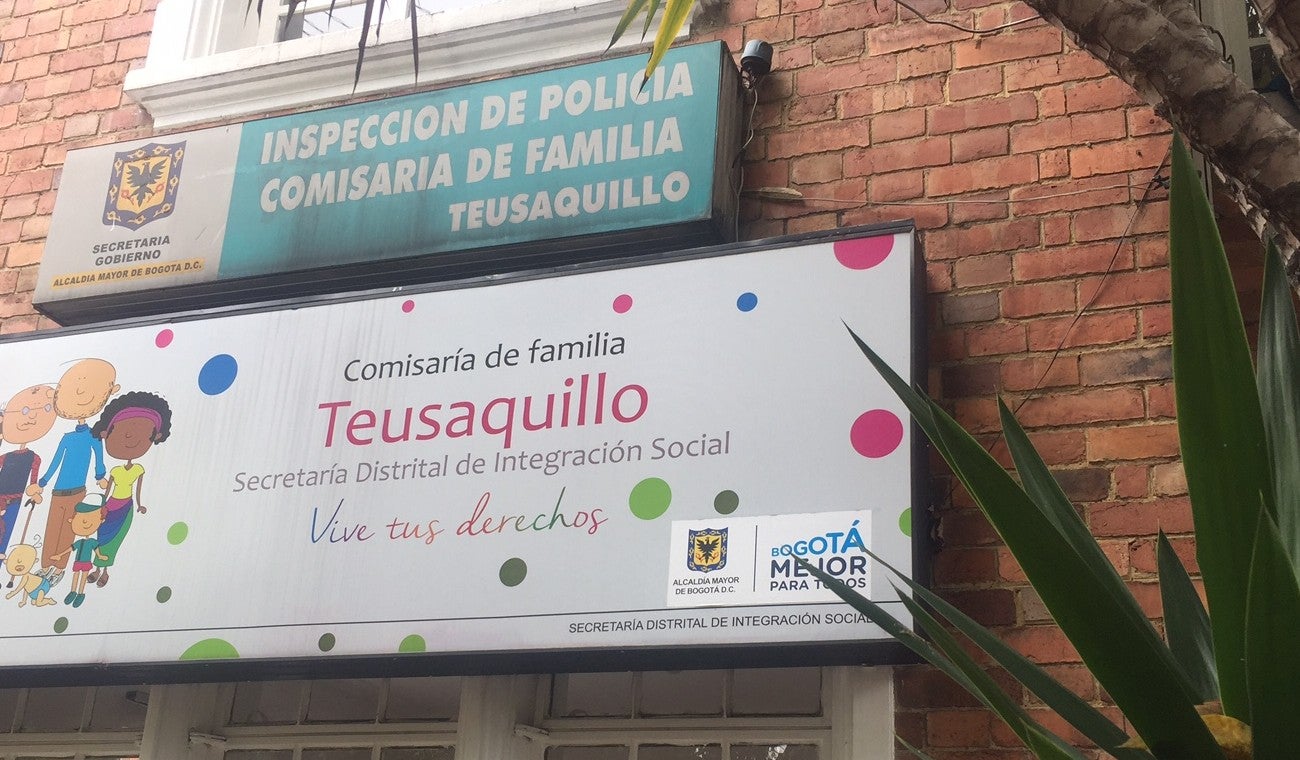 INSPECCION DE POLICIA
COMISARIA DE FAMILIA
TEUSAQUILLO
SECRETARIA
GOBIERNO
ALCALDIA MAYOR DE BOGOTA D.C.
Comisaría de familia
Teusaquillo
Secretaría Distrital de Integración Social
Vive tus derechos
ALCALDÍA MAYOR
DE BOGOTÁ D.C.
BOGOTÁ
MEJOR
PARA TODOS
SECRETARÍA DISTRITAL DE INTEGRACIÓN SOCIAL